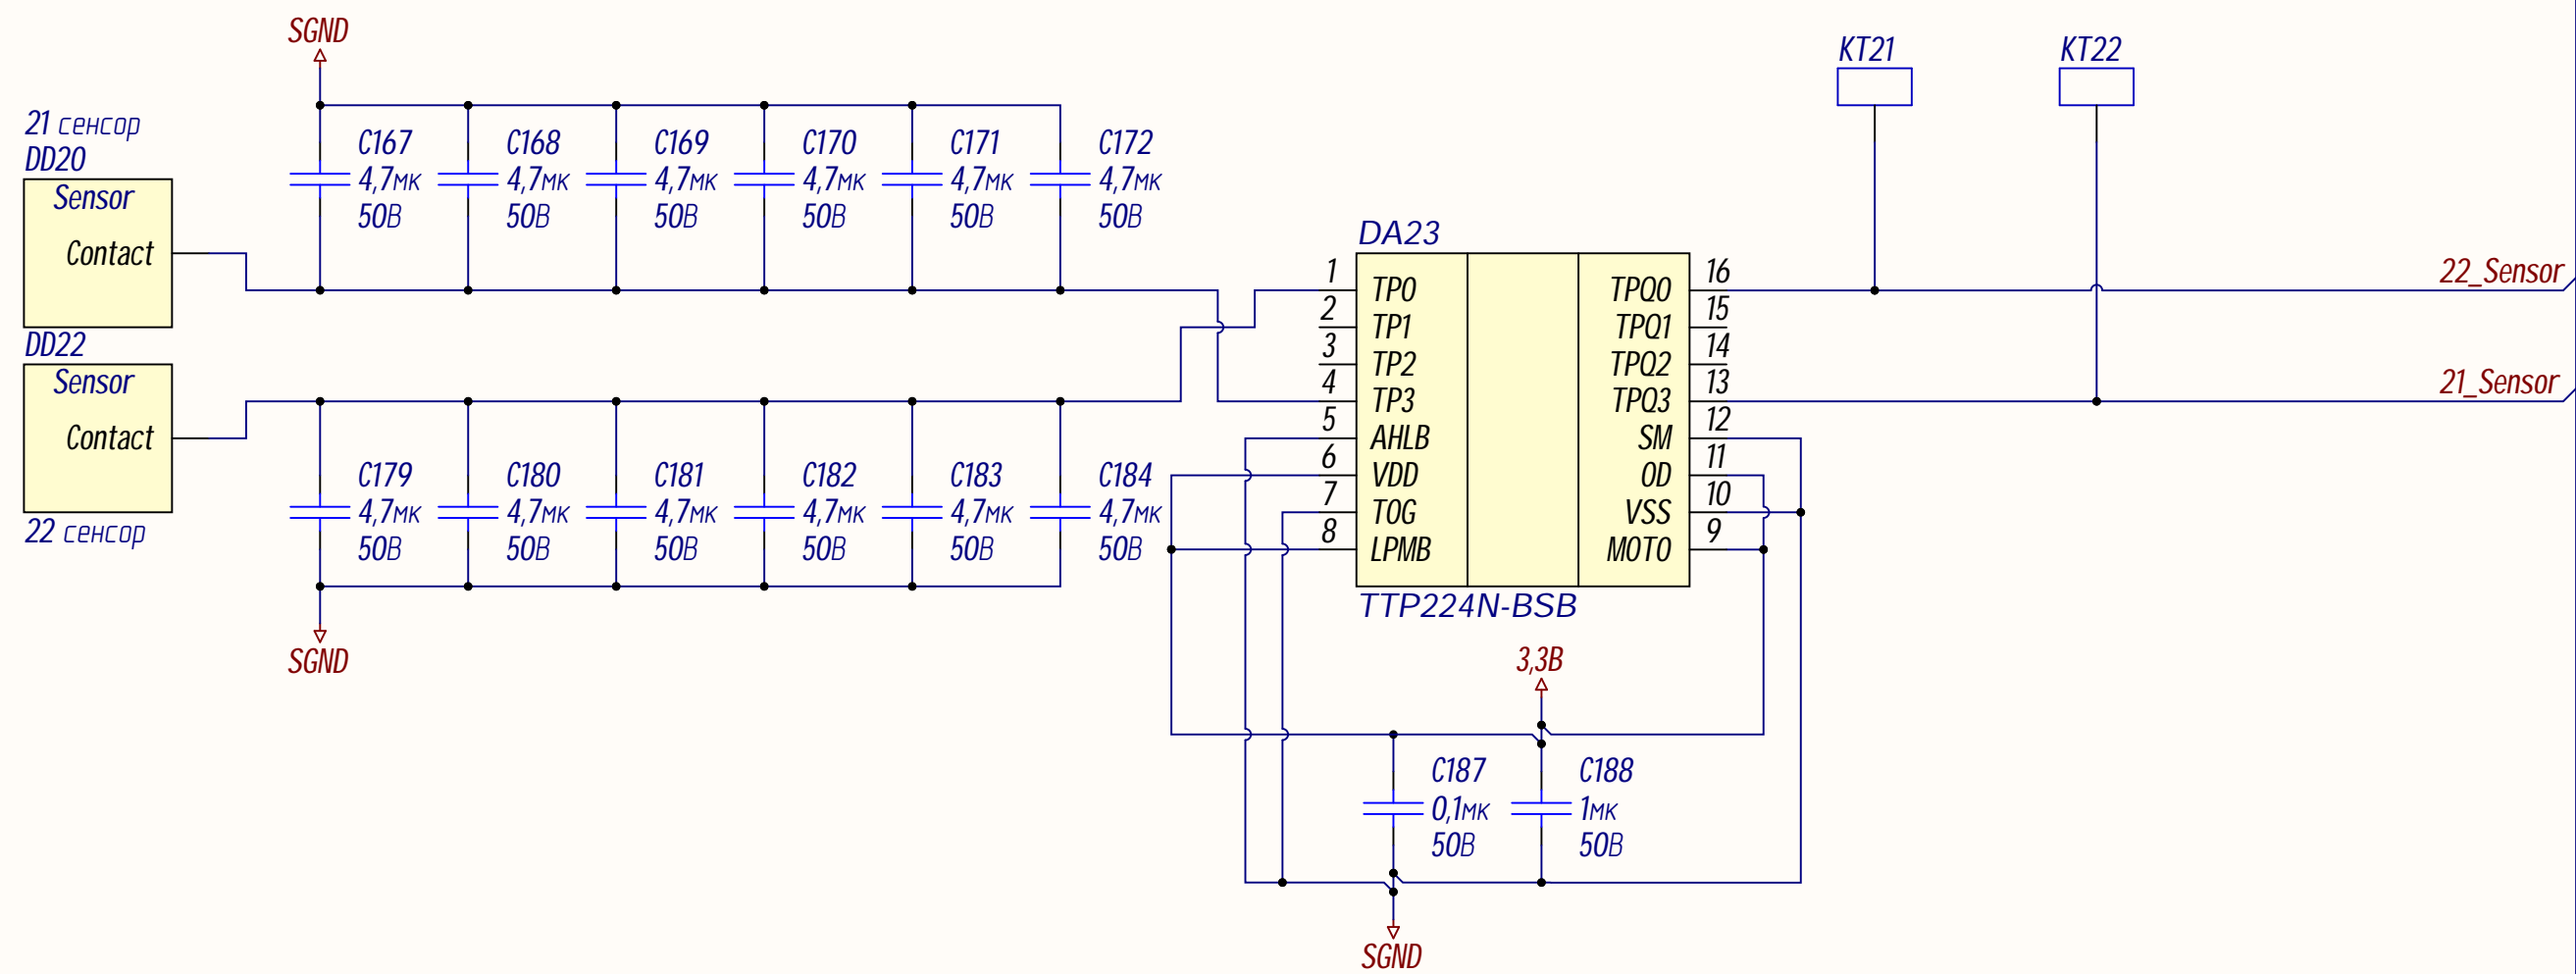 SGND
21 сенсор
DD20
Sensor
Contact
C167
4,7мк
50В
C168
4,7мк
50В
C169
4,7мк
50В
C170
4,7мк
50В
C171
4,7мк
50В
C172
4,7мк
50В
DD22
Sensor
Contact
22 сенсор
C179
4,7мк
50В
C180
4,7мк
50В
C181
4,7мк
50В
C182
4,7мк
50В
C183
4,7мк
50В
C184
4,7мк
50В
SGND
DA23
1 TP0 TPQ0 16
2 TP1 TPQ1 15
3 TP2 TPQ2 14
4 TP3 TPQ3 13
5 AHLB SM 12
6 VDD OD 11
7 TOG VSS 10
8 LPMB MOTO 9
TTP224N-BSB
KT21
KT22
22_Sensor
21_Sensor
3,3В
C187
0,1мк
50В
C188
1мк
50В
SGND